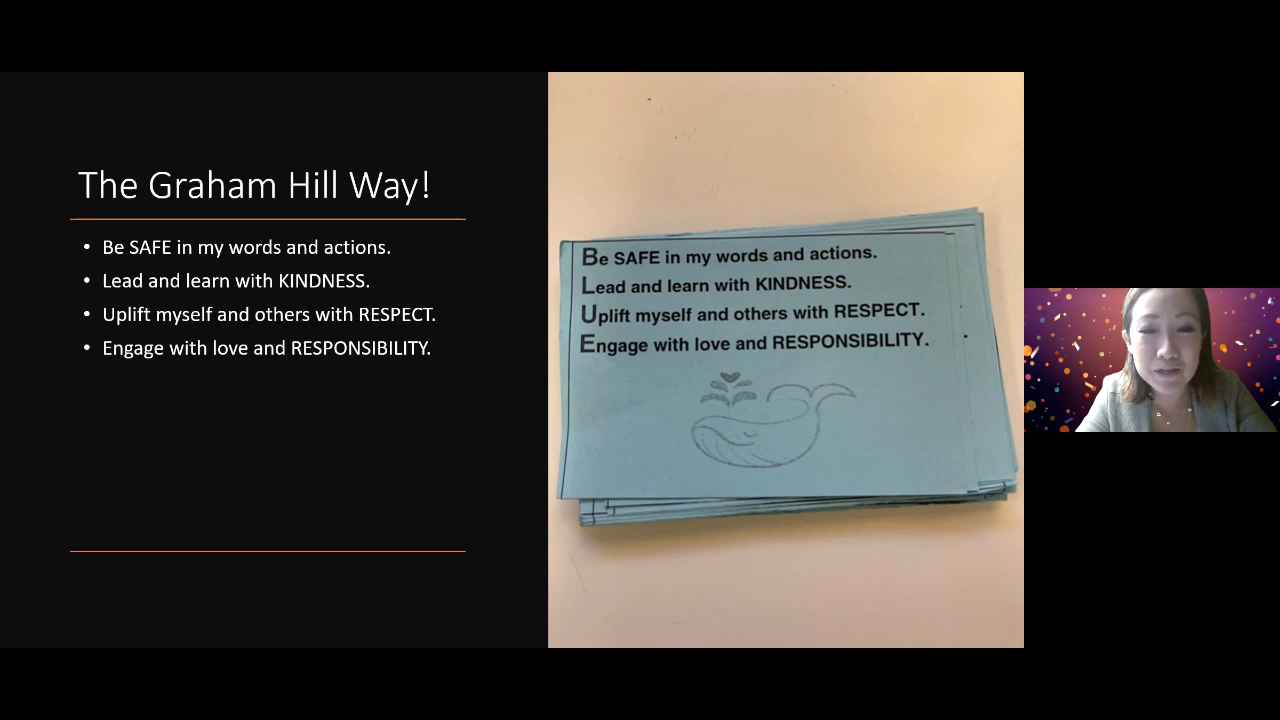 The Graham Hill Way!
• Be SAFE in my words and actions.
• Lead and learn with KINDNESS.
• Uplift myself and others with RESPECT.
• Engage with love and RESPONSIBILITY.
Be SAFE in my words and actions.
Lead and learn with KINDNESS.
Uplift myself and others with RESPECT.
Engage with love and RESPONSIBILITY.